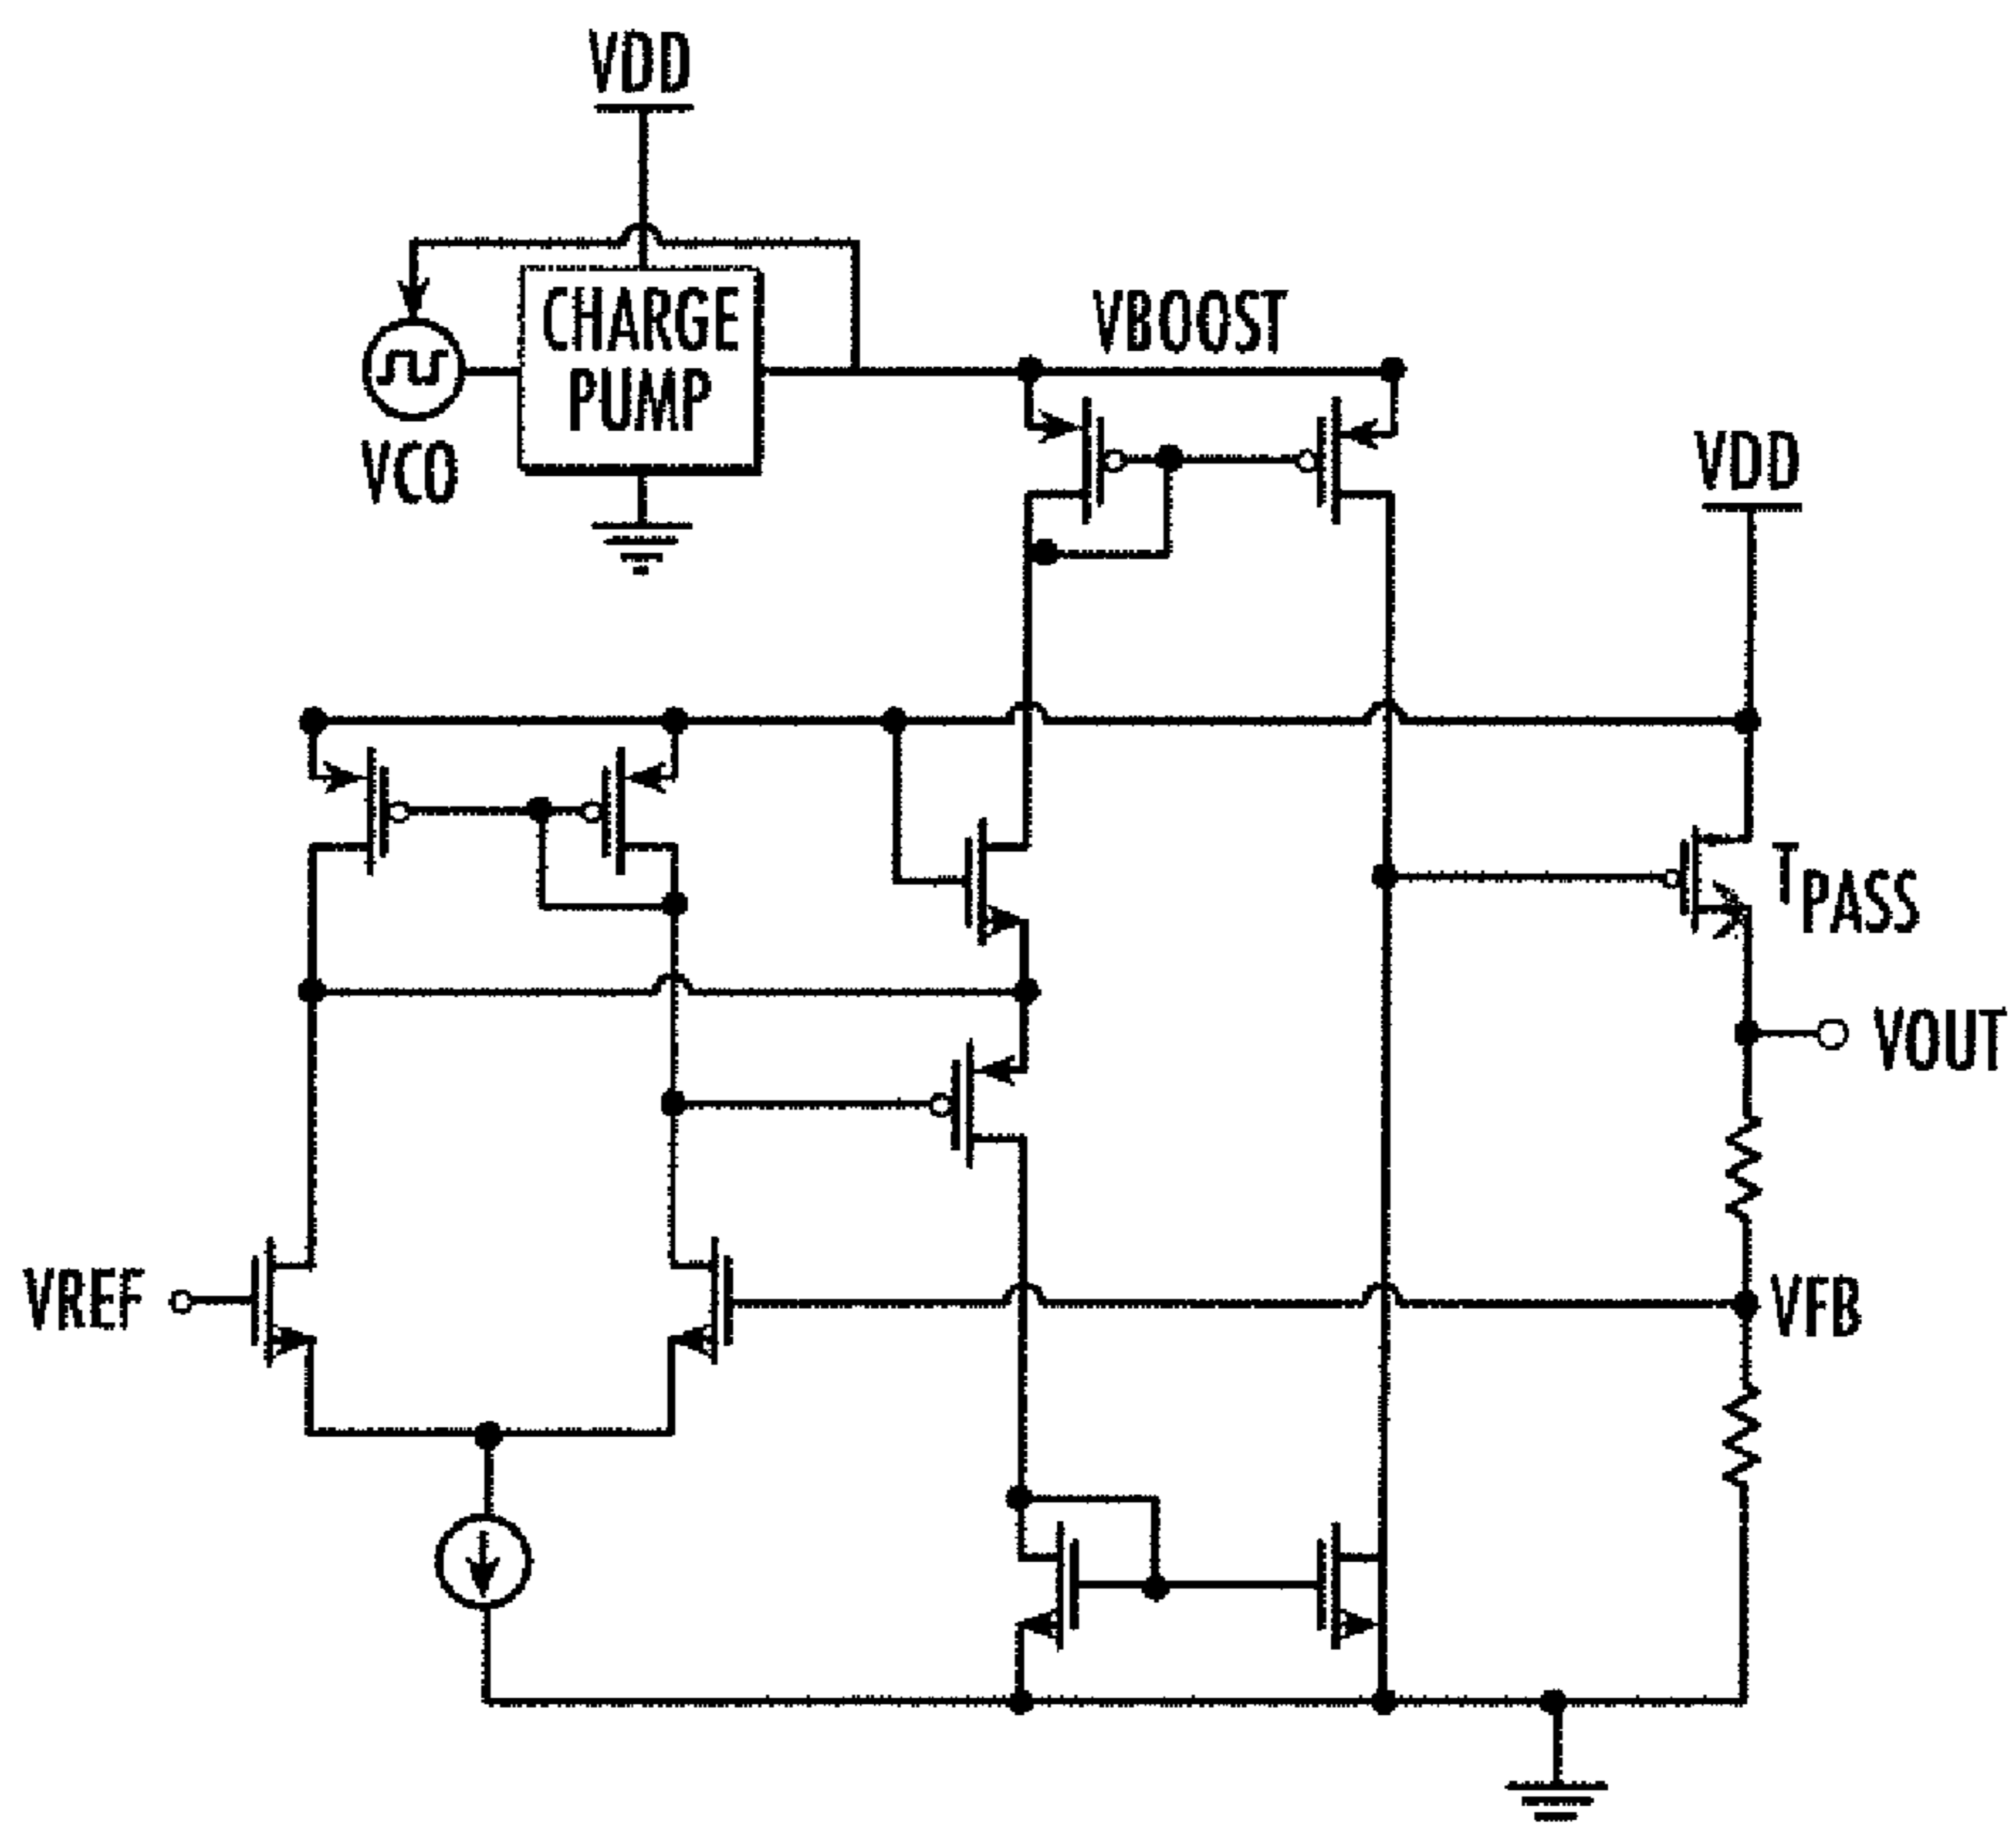 VDD
CHARGE
PUMP
VCO
VBOOST
VDD
TPASS
VOUT
VREF
VFB